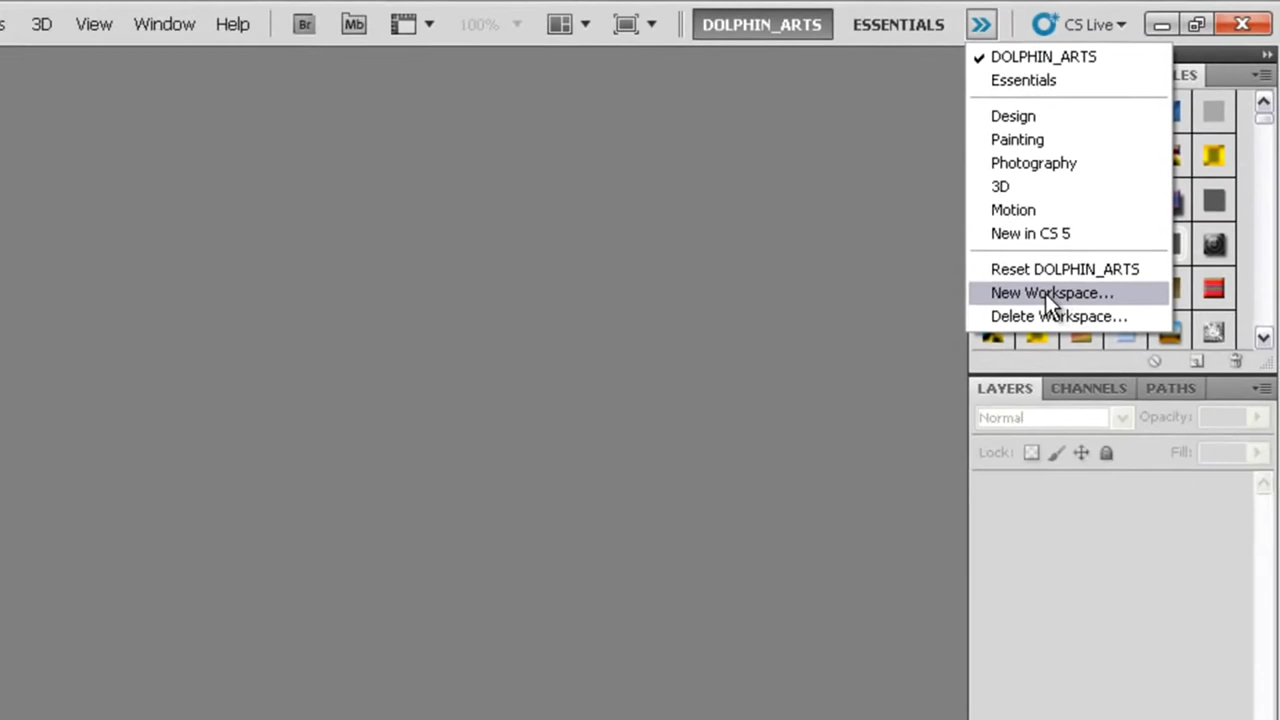 3D View Window Help Br Mb 100% DOLPHIN_ARTS ESSENTIALS CS Live
DOLPHIN_ARTS
Essentials
Design
Painting
Photography
3D
Motion
New in CS 5
Reset DOLPHIN_ARTS
New Workspace...
Delete Workspace...
LAYERS CHANNELS PATHS
Normal Opacity:
Lock: Fill: